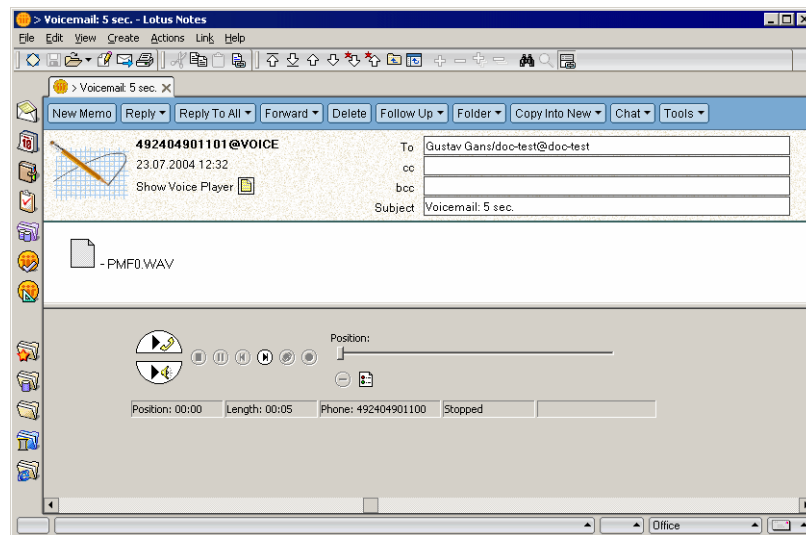 > Voicemail: 5 sec. - Lotus Notes
File Edit View Create Actions Link Help
> Voicemail: 5 sec.
New Memo Reply Reply To All Forward Delete Follow Up Folder Copy Into New Chat Tools
492404901101@VOICE
23.07.2004 12:32
Show Voice Player
To Gustav Gans/doc-test@doc-test
cc
bcc
Subject Voicemail: 5 sec.
- PMF0.WAV
Position:
Position: 00:00 Length: 00:05 Phone: 492404901100 Stopped
Office